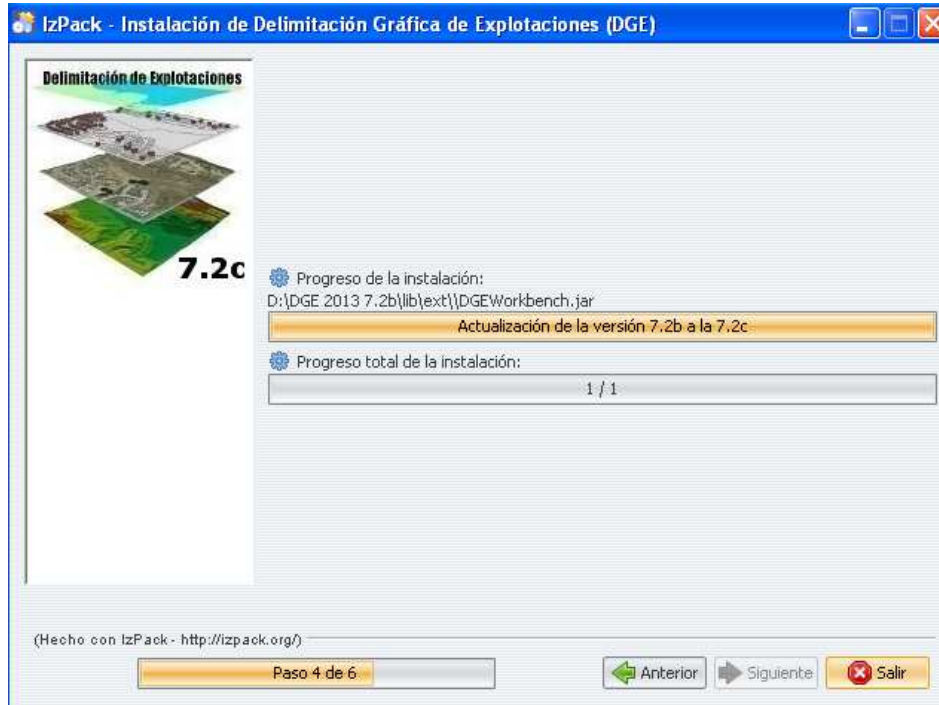 IzPack - Instalación de Delimitación Gráfica de Explotaciones (DGE)
Delimitación de Explotaciones
7.2c
Progreso de la instalación:
D:\DGE 2013 7.2b\lib\ext\\DGEWorkbench.jar
Actualización de la versión 7.2b a la 7.2c
Progreso total de la instalación:
1 / 1
(Hecho con IzPack - http://izpack.org/)
Paso 4 de 6
Anterior
Siguiente
Salir